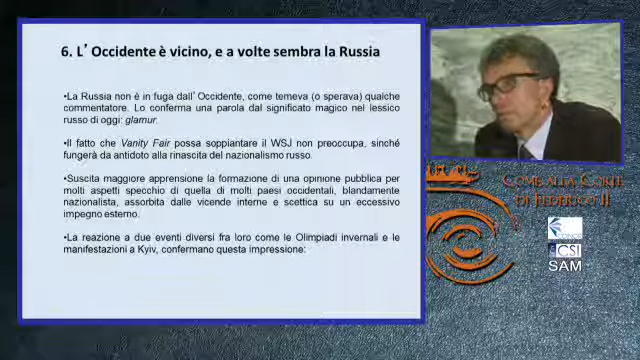 6. L'Occidente è vicino, e a volte sembra la Russia
•La Russia non è in fuga dall'Occidente, come temeva (o sperava) qualche
commentatore. Lo conferma una parola dal significato magico nel lessico
russo di oggi: glamur.
•Il fatto che Vanity Fair possa soppiantare il WSJ non preoccupa, sinché
fungerà da antidoto alla rinascita del nazionalismo russo.
•Suscita maggiore apprensione la formazione di una opinione pubblica per
molti aspetti specchio di quella di molti paesi occidentali, blandamente
nazionalista, assorbita dalle vicende interne e scettica su un eccessivo
impegno esterno.
•La reazione a due eventi diversi fra loro come le Olimpiadi invernali e le
manifestazioni a Kyiv, confermano questa impressione:
COME ALLA CORTE
DI FEDERICO II
CSI
SAM